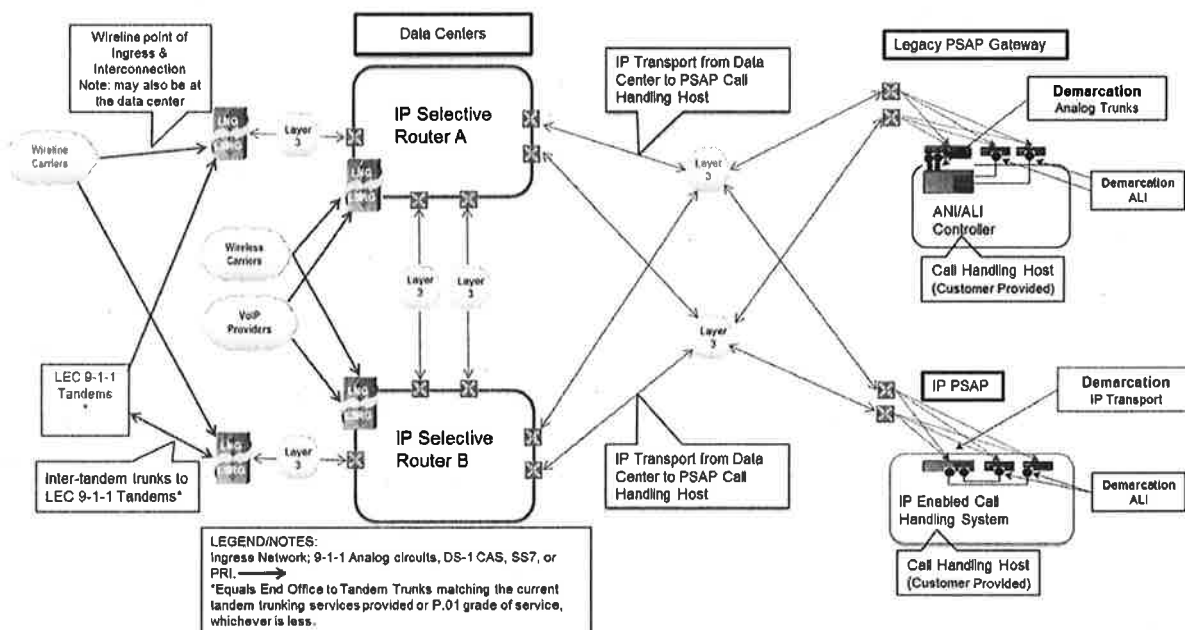 Wireline point of
Ingress &
Interconnection
Note: may also be at
the data center
Data Centers
IP Transport from Data
Center to PSAP Call
Handling Host
Legacy PSAP Gateway
Demarcation
Analog Trunks
Wireline
Carriers
LNG
Layer
3
IP Selective
Router A
LNG
Layer
3
Demarcation
ALI
ANI/ALI
Controller
Call Handling Host
(Customer Provided)
Wireless
Carriers
Layer
3
Layer
3
VoIP
Providers
Layer
3
LEC 9-1-1
Tandems
*
LNG
IP PSAP
Demarcation
IP Transport
LNG
Layer
3
IP Selective
Router B
Inter-tandem trunks to
LEC 9-1-1 Tandems*
IP Transport from Data
Center to PSAP Call
Handling Host
IP Enabled Call
Handling System
Demarcation
ALI
Call Handling Host
(Customer Provided)
LEGEND/NOTES:
Ingress Network; 9-1-1 Analog circuits, DS-1 CAS, SS7, or
PRI.
*Equals End Office to Tandem Trunks matching the current
tandem trunking services provided or P.01 grade of service,
whichever is less.